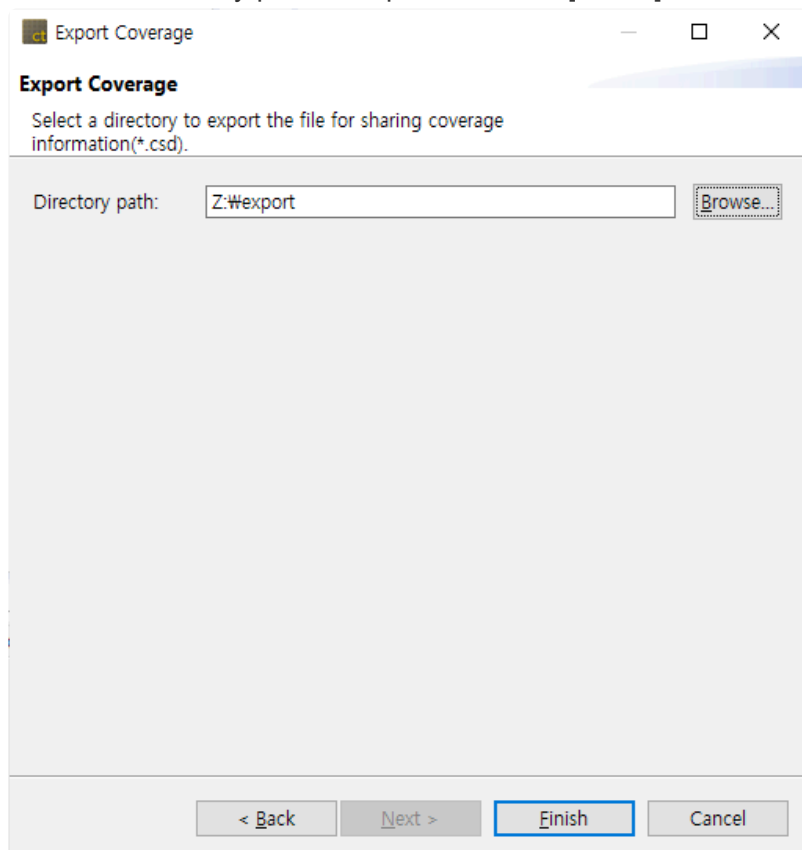 ct Export Coverage
Export Coverage
Select a directory to export the file for sharing coverage
information(*.csd).
Directory path: Z:₩export Browse...
< Back Next > Finish Cancel